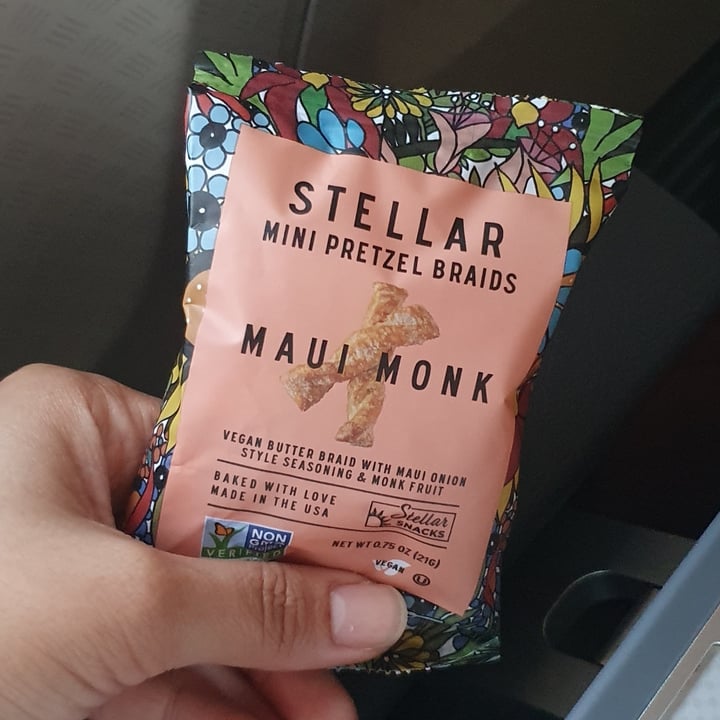 STELLAR
MINI PRETZEL BRAIDS
MAUI MONK
VEGAN BUTTER BRAID WITH MAUI ONION
STYLE SEASONING & MONK FRUIT
BAKED WITH LOVE
MADE IN THE USA
Stellar
SNACKS
NON
GMO
VERIFIED
NET WT 0.75 OZ (21G)
VEGAN
U